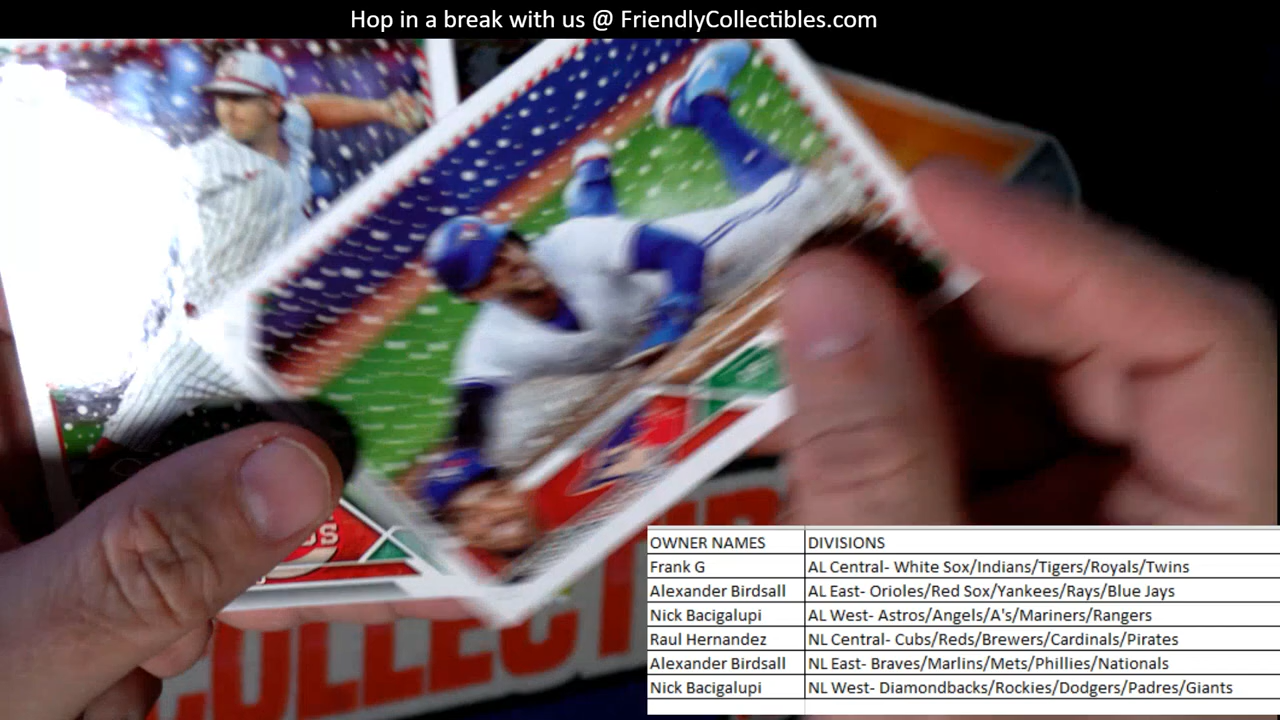 Hop in a break with us @ FriendlyCollectibles.com
OWNER NAMES DIVISIONS
Frank G AL Central- White Sox/Indians/Tigers/Royals/Twins
Alexander Birdsall AL East- Orioles/Red Sox/Yankees/Rays/Blue Jays
Nick Bacigalupi AL West- Astros/Angels/A's/Mariners/Rangers
Raul Hernandez NL Central- Cubs/Reds/Brewers/Cardinals/Pirates
Alexander Birdsall NL East- Braves/Marlins/Mets/Phillies/Nationals
Nick Bacigalupi NL West- Diamondbacks/Rockies/Dodgers/Padres/Giants